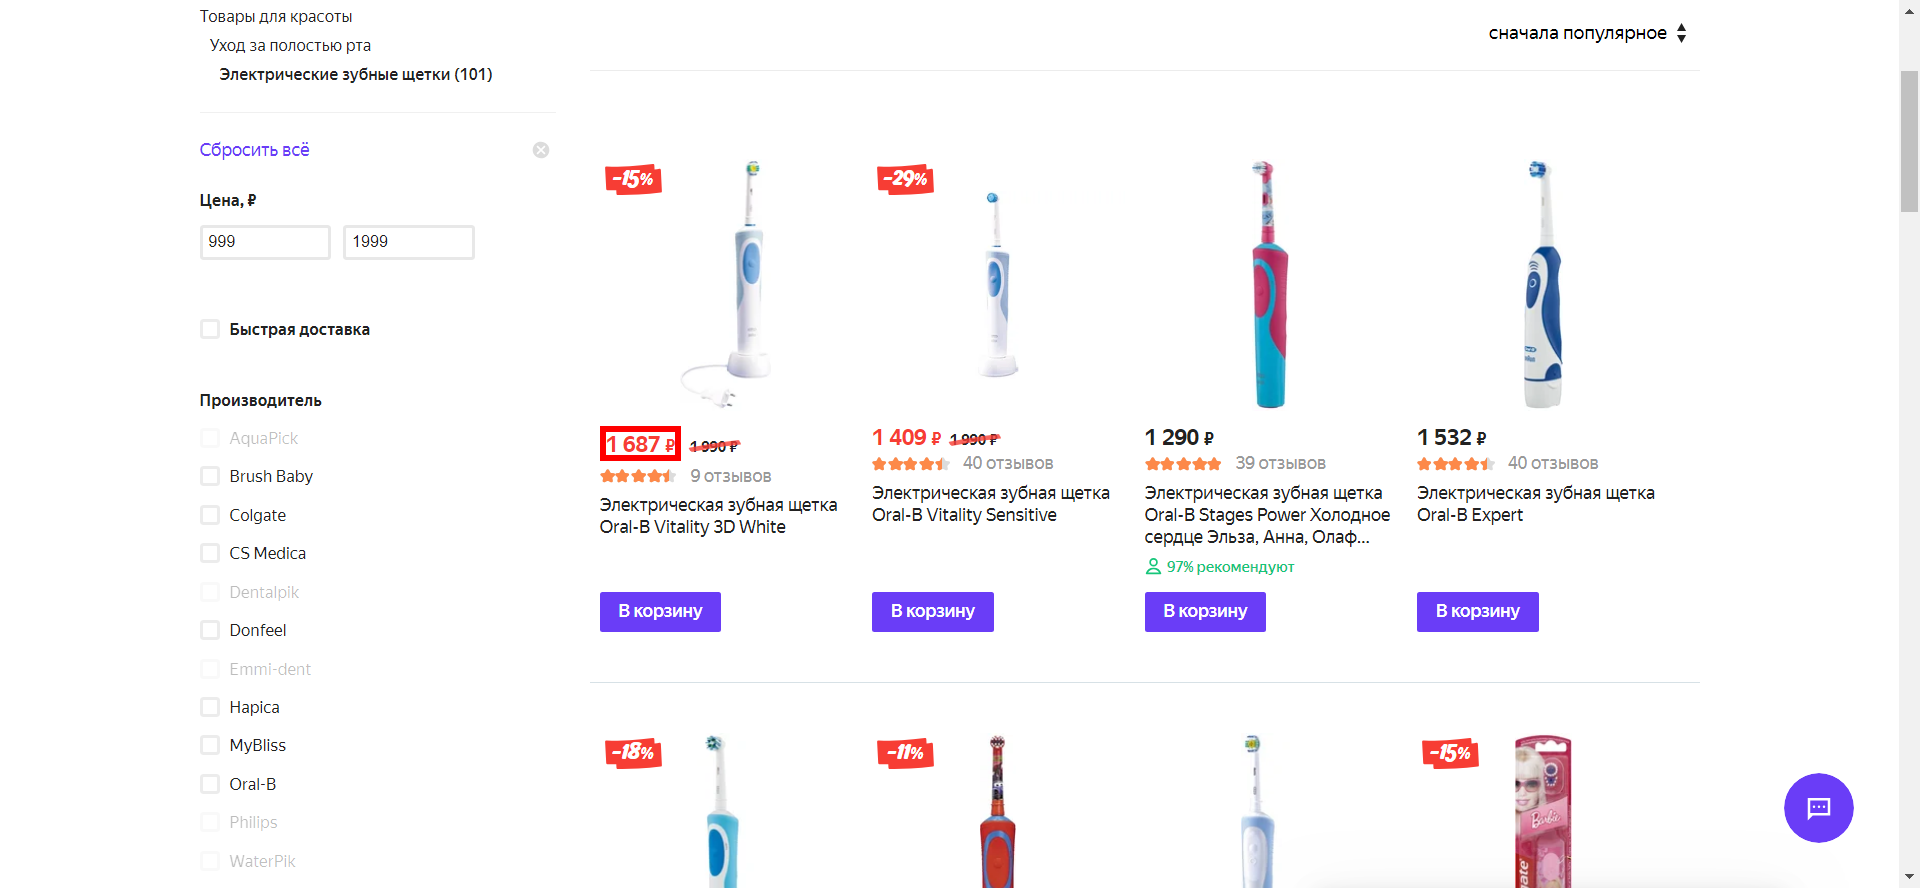 Товары для красоты
Уход за полостью рта
Электрические зубные щетки (101)
сначала популярное
Сбросить всё
Цена, ₽
999
1999
Быстрая доставка
Производитель
AquaPick
Brush Baby
Colgate
CS Medica
Dentalpik
Donfeel
Emmi-dent
Hapica
MyBliss
Oral-B
Philips
WaterPik
-15%
1 687 ₽ 1 990 ₽
9 отзывов
Электрическая зубная щетка
Oral-B Vitality 3D White
В корзину
-29%
1 409 ₽ 1 990 ₽
40 отзывов
Электрическая зубная щетка
Oral-B Vitality Sensitive
В корзину
1 290 ₽
39 отзывов
Электрическая зубная щетка
Oral-B Stages Power Холодное
сердце Эльза, Анна, Олаф...
97% рекомендуют
В корзину
1 532 ₽
40 отзывов
Электрическая зубная щетка
Oral-B Expert
В корзину
-18%
-11%
-15%
Barbie